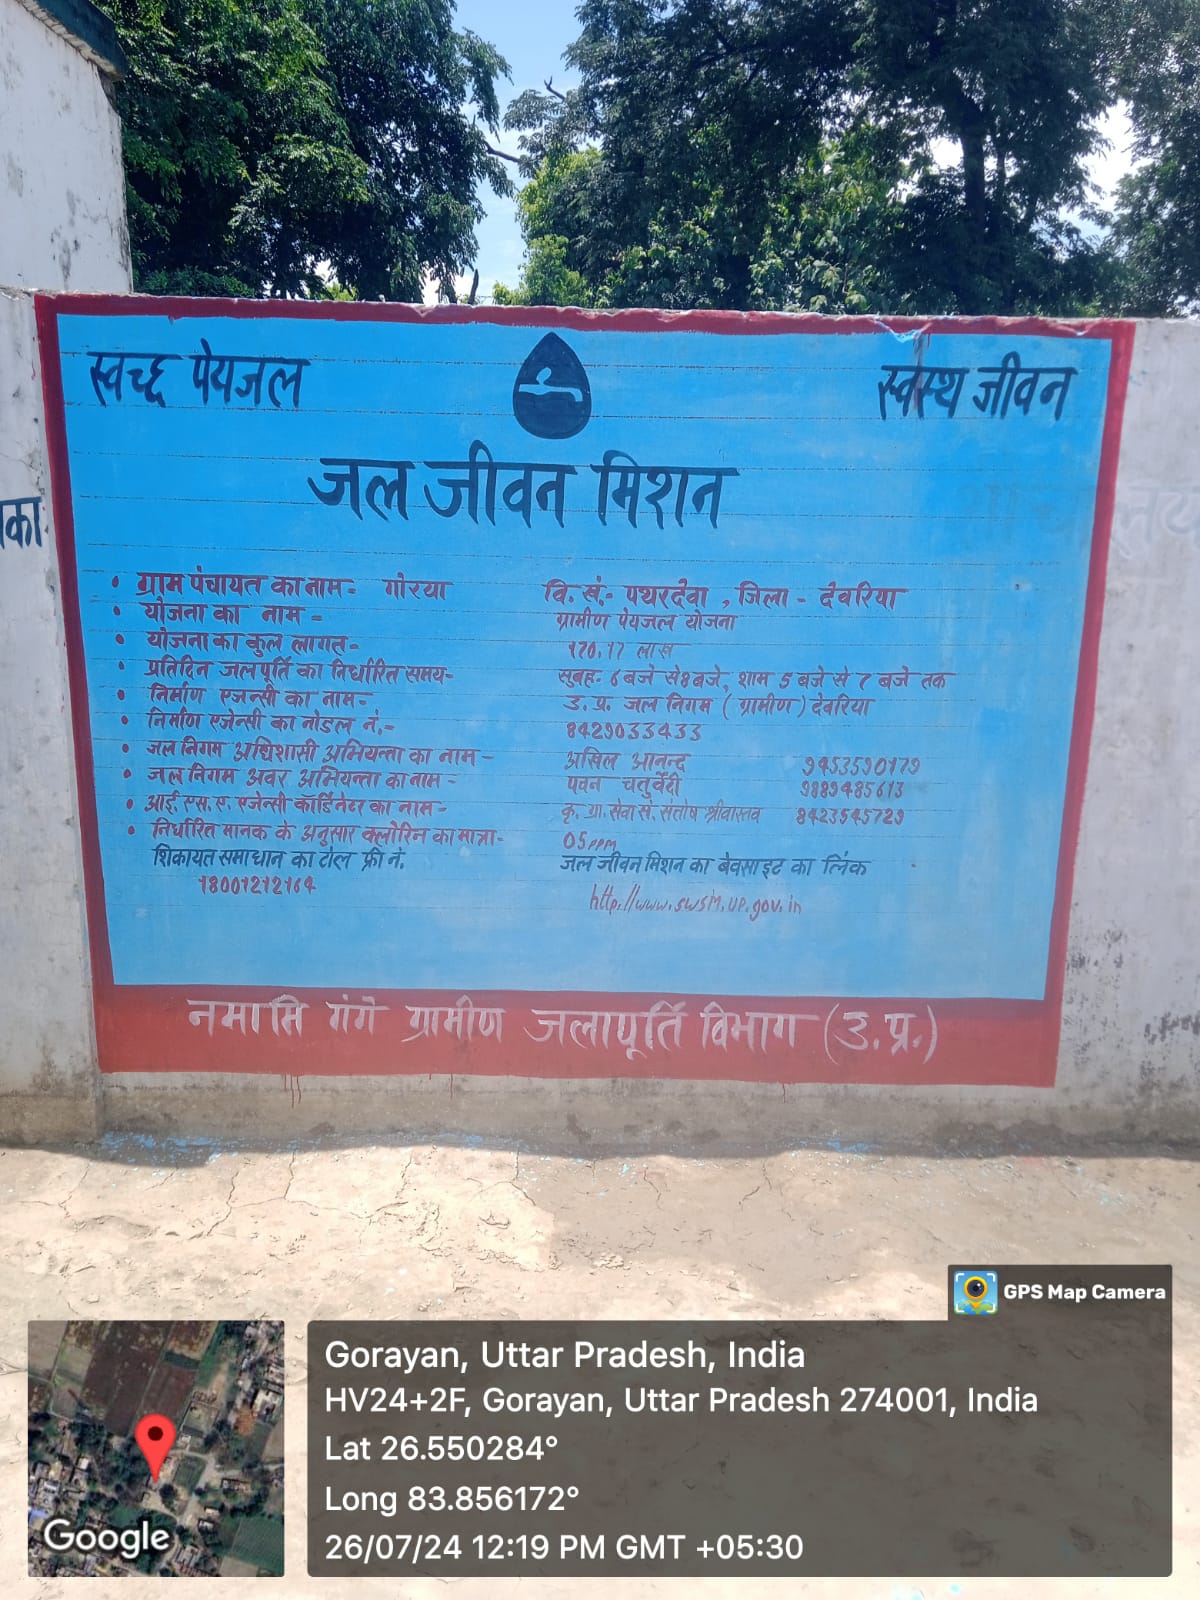 स्वच्छ पेयजल
स्वस्थ जीवन
जल जीवन मिशन
का
• ग्राम पंचायत का नाम- गोरया वि. खं.- पथरदेवा , जिला - देवरिया
• योजना का नाम - ग्रामीण पेयजल योजना
• योजना का कुल लागत- 170.17 लाख
• प्रतिदिन जलपूर्ति का निर्धारित समय- सुबह- 6 बजे से 8 बजे, शाम 5 बजे से 7 बजे तक
• निर्माण एजन्सी का नाम- उ. प्र. जल निगम ( ग्रामीण ) देवरिया
• निर्माण एजेन्सी का नोडल नं.- 8429033433
• जल निगम अधिशासी अभियन्ता का नाम - अखिल आनन्द 9453590179
• जल निगम अवर अभियन्ता का नाम - पवन चतुर्वेदी 9889485613
• आई. एस. ए. एजेन्सी कॉर्डिनेटर का नाम- कृ. ग्रा. सेवा से. संतोष श्रीवास्तव 8423545729
• निर्धारित मानक के अनुसार क्लोरिन का मात्रा- 05 ppm
शिकायत समाधान का टोल फ्री नं. जल जीवन मिशन का बेवसाइट का लिंक
18001212164 http://www.swsm.up.gov.in
नमामि गंगे ग्रामीण जलापूर्ति विभाग (उ.प्र.)
GPS Map Camera
Gorayan, Uttar Pradesh, India
HV24+2F, Gorayan, Uttar Pradesh 274001, India
Lat 26.550284°
Long 83.856172°
26/07/24 12:19 PM GMT +05:30
Google